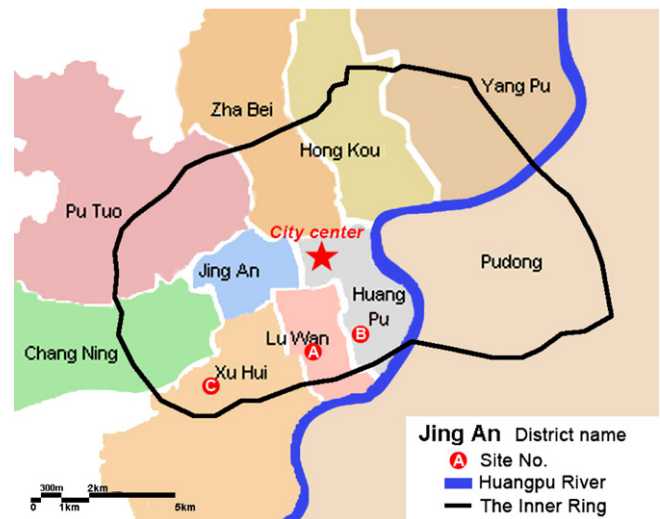 Yang Pu
Zha Bei
Hong Kou
Pu Tuo
City center
Jing An
Pudong
Huang
Pu
Lu Wan
B
Chang Ning
A
Xu Hui
C
Jing An District name
A Site No.
Huangpu River
The Inner Ring
300m 2km
0 1km 5km